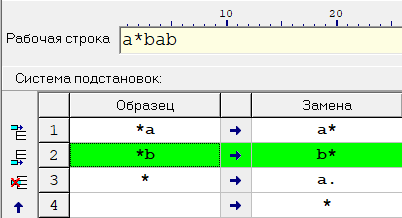 10 20
Рабочая строка a*bab
Система подстановок:
Образец Замена
1 *a → a*
2 *b → b*
3 * → a.
4 → *